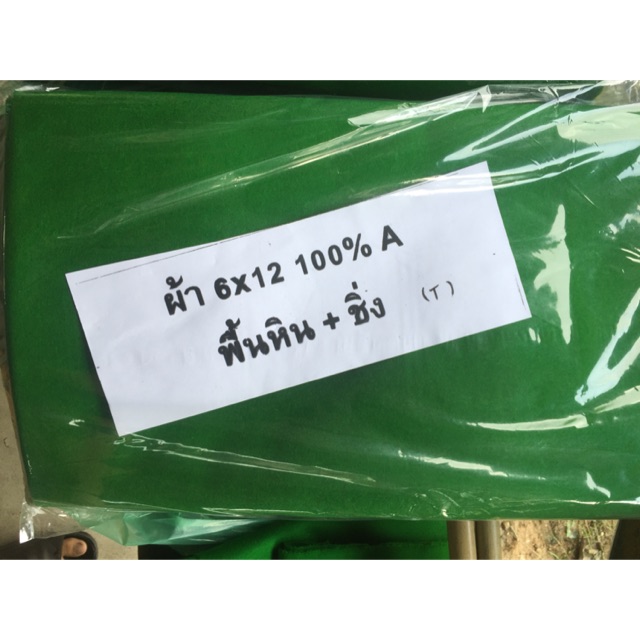 ผ้า 6x12 100% A
พื้นหิน + ชิ่ง (T)